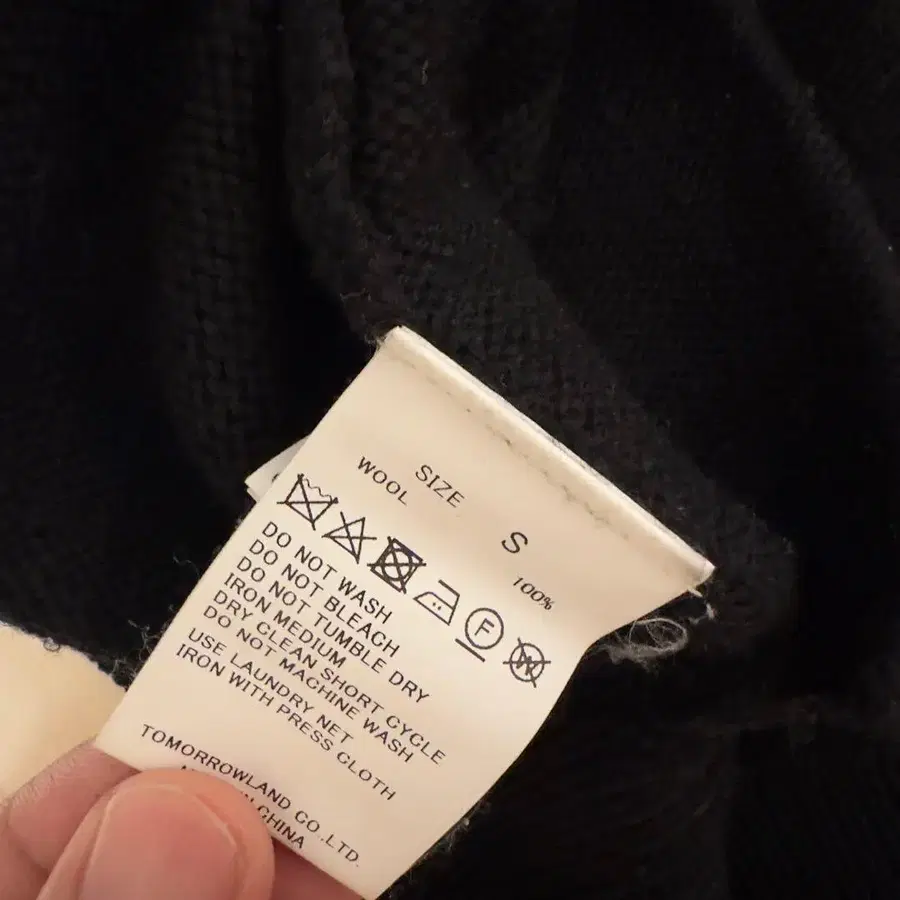 SIZE S
WOOL 100%
F
W
DO NOT WASH
DO NOT BLEACH
DO NOT TUMBLE DRY
IRON MEDIUM
DRY CLEAN SHORT CYCLE
DO NOT MACHINE WASH
USE LAUNDRY NET
IRON WITH PRESS CLOTH
TOMORROWLAND CO.,LTD.
CHINA